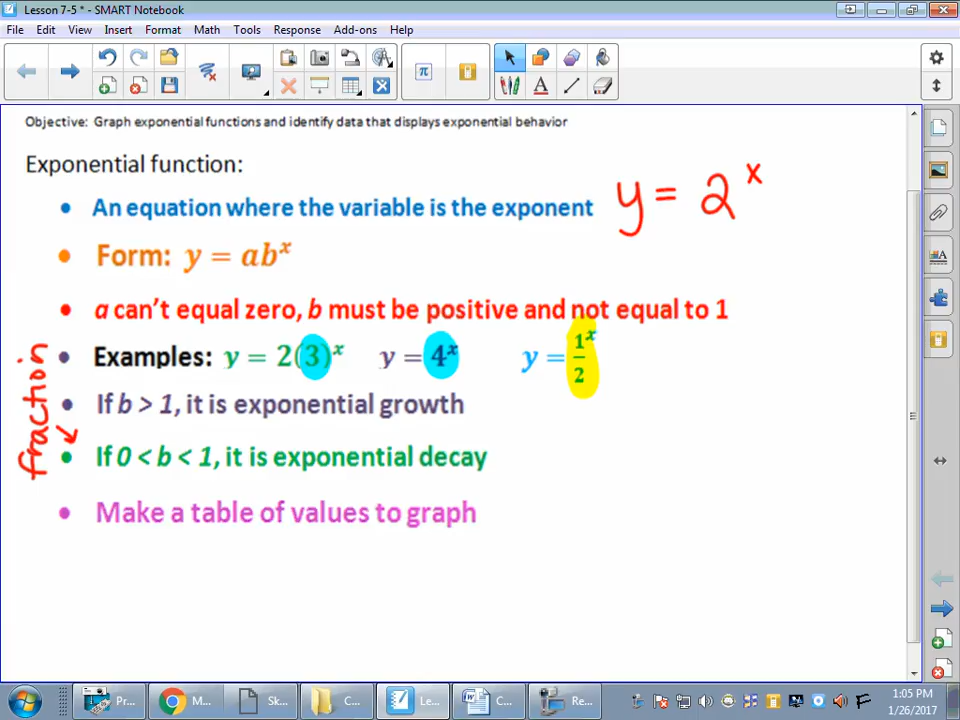 Lesson 7-5 * - SMART Notebook
File Edit View Insert Format Math Tools Response Add-ons Help
Objective: Graph exponential functions and identify data that displays exponential behavior
Exponential function:
• An equation where the variable is the exponent
y = 2^x
• Form: y = ab^x
• a can't equal zero, b must be positive and not equal to 1
• Examples: y = 2(3)^x y = 4^x y = 1/2^x
• If b > 1, it is exponential growth
fraction
• If 0 < b < 1, it is exponential decay
• Make a table of values to graph
Pr... M... Sk... C... Le... C... Re...
1:05 PM
1/26/2017